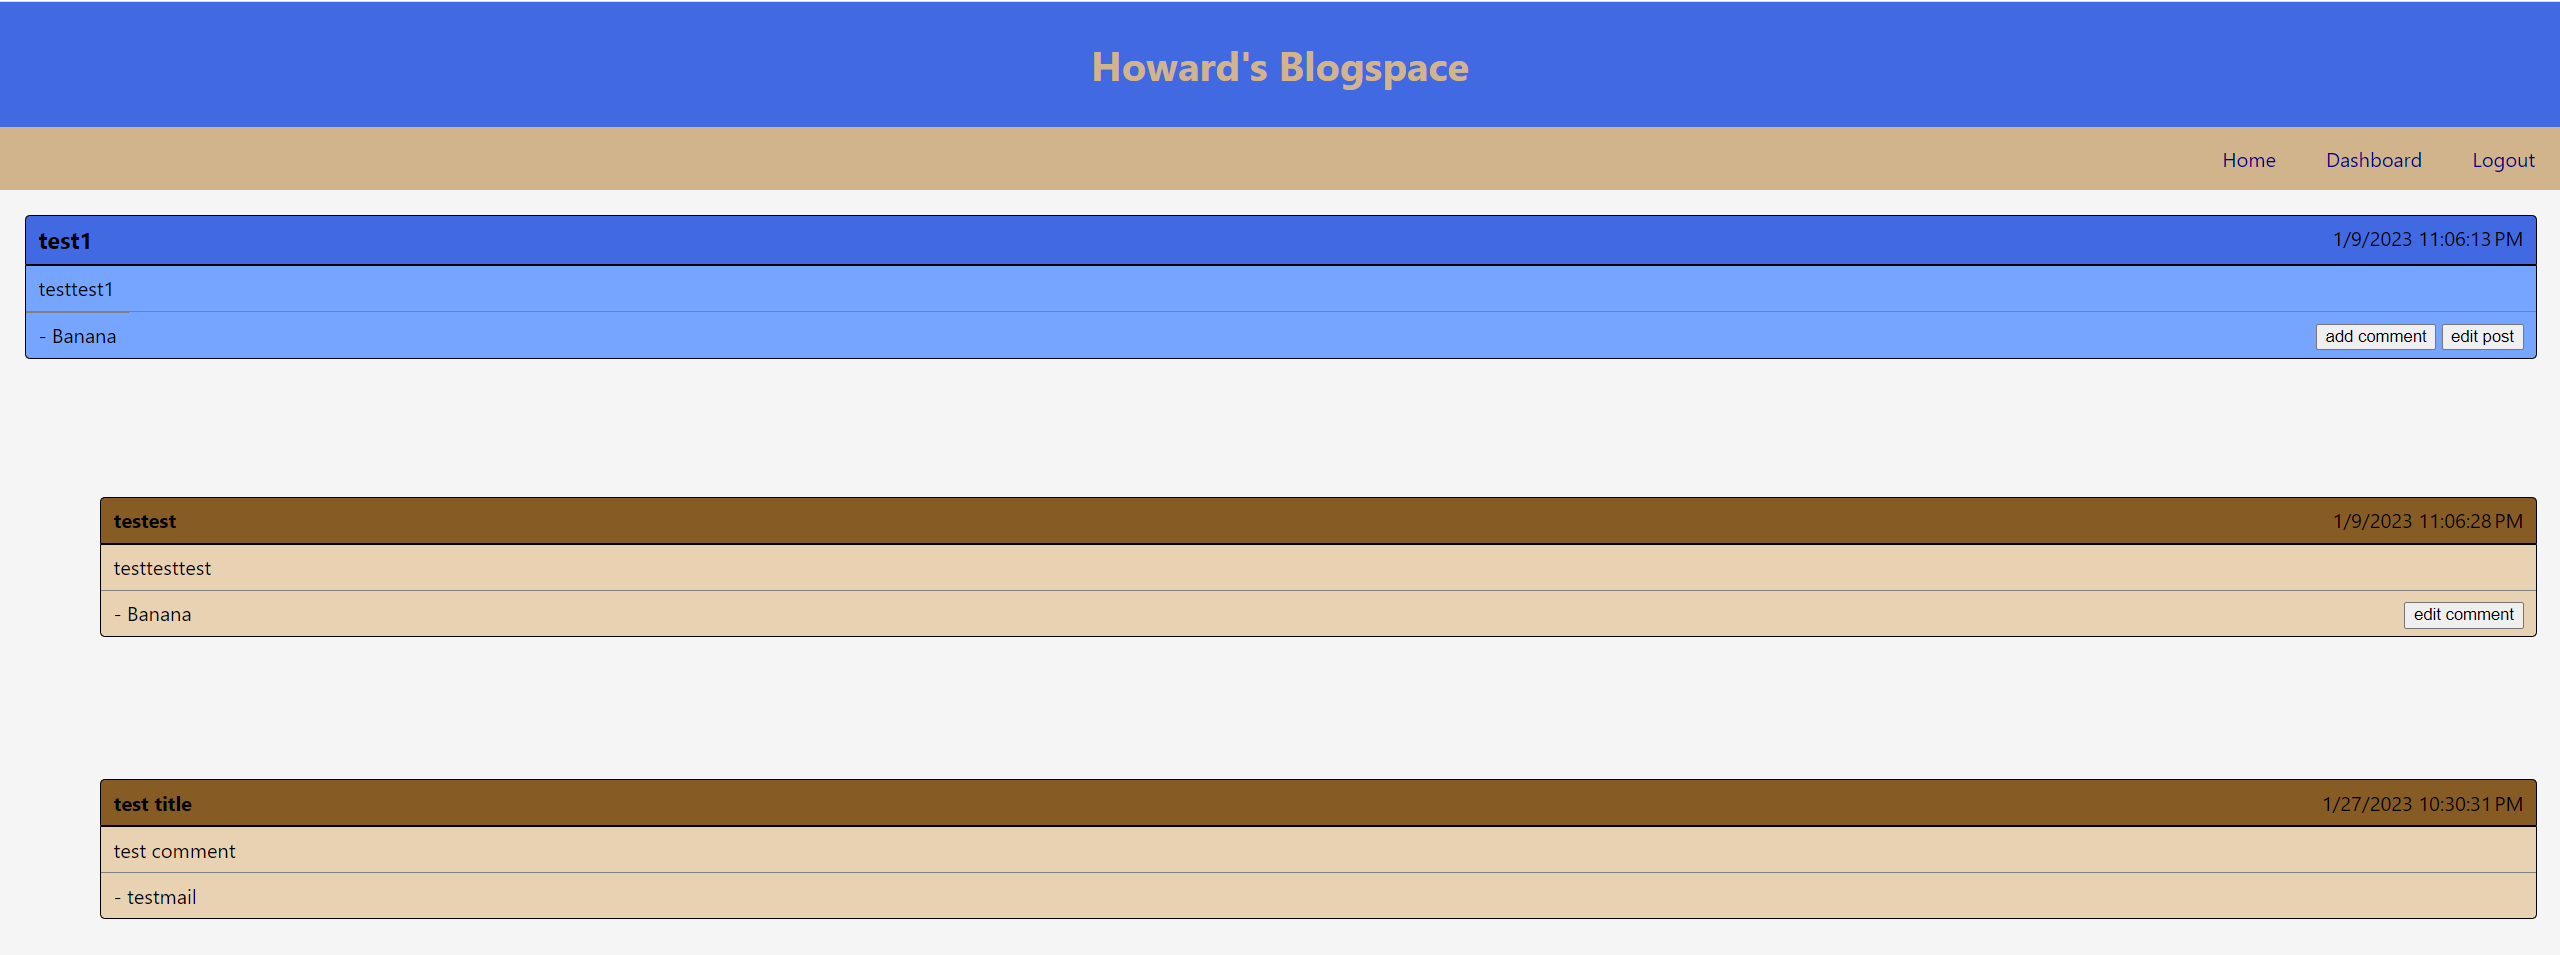 Howard's Blogspace
Home Dashboard Logout
test1 1/9/2023 11:06:13 PM
testtest1
- Banana add comment edit post
testest 1/9/2023 11:06:28 PM
testtesttest
- Banana edit comment
test title 1/27/2023 10:30:31 PM
test comment
- testmail